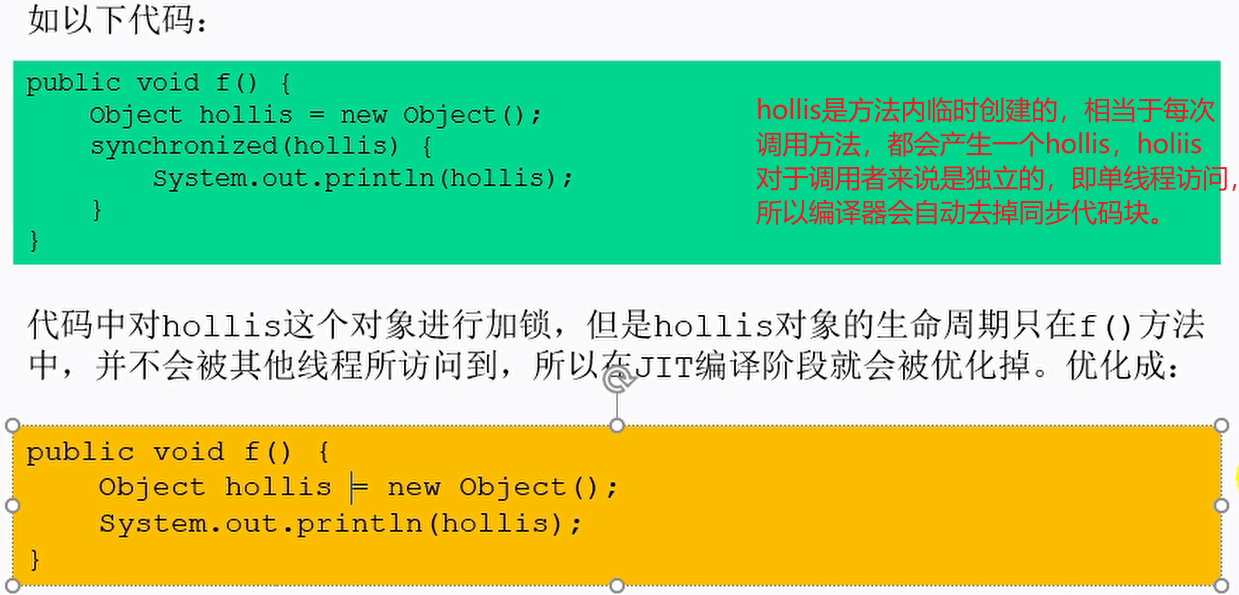 如以下代码：
public void f() {
    Object hollis = new Object();
    synchronized(hollis) {
        System.out.println(hollis);
    }
}
hollis是方法内临时创建的，相当于每次
调用方法，都会产生一个hollis，holiis
对于调用者来说是独立的，即单线程访问，
所以编译器会自动去掉同步代码块。
代码中对hollis这个对象进行加锁，但是hollis对象的生命周期只在f()方法
中，并不会被其他线程所访问到，所以在JIT编译阶段就会被优化掉。优化成：
public void f() {
    Object hollis = new Object();
    System.out.println(hollis);
}